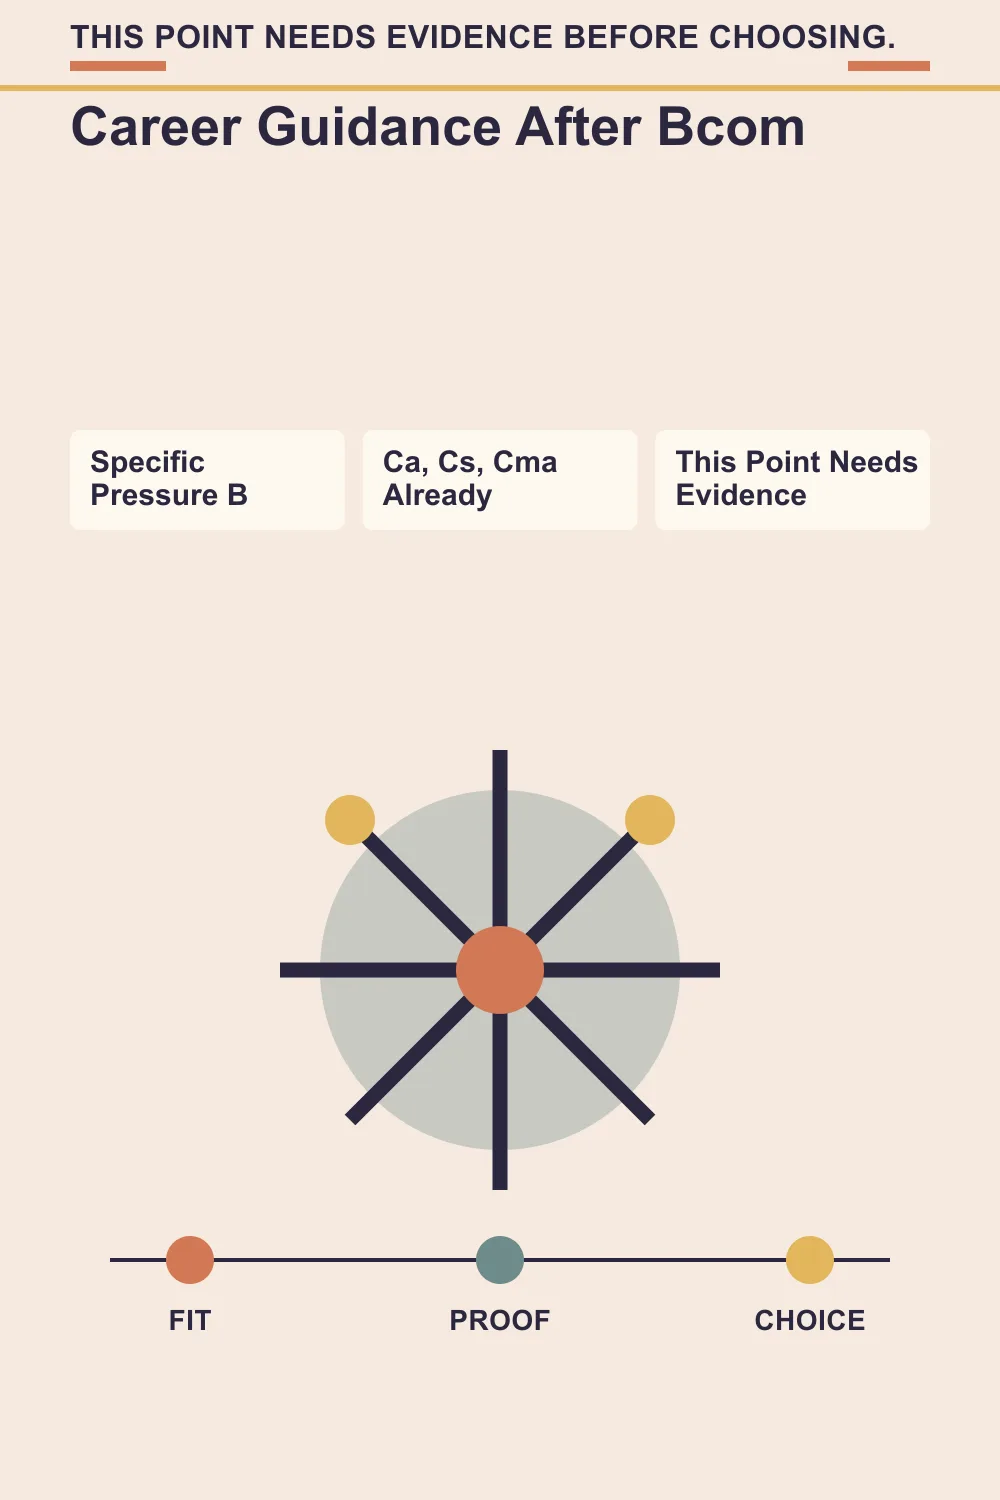 THIS POINT NEEDS EVIDENCE BEFORE CHOOSING.
Career Guidance After Bcom
Specific
Pressure B
Ca, Cs, Cma
Already
This Point Needs
Evidence
FIT
PROOF
CHOICE